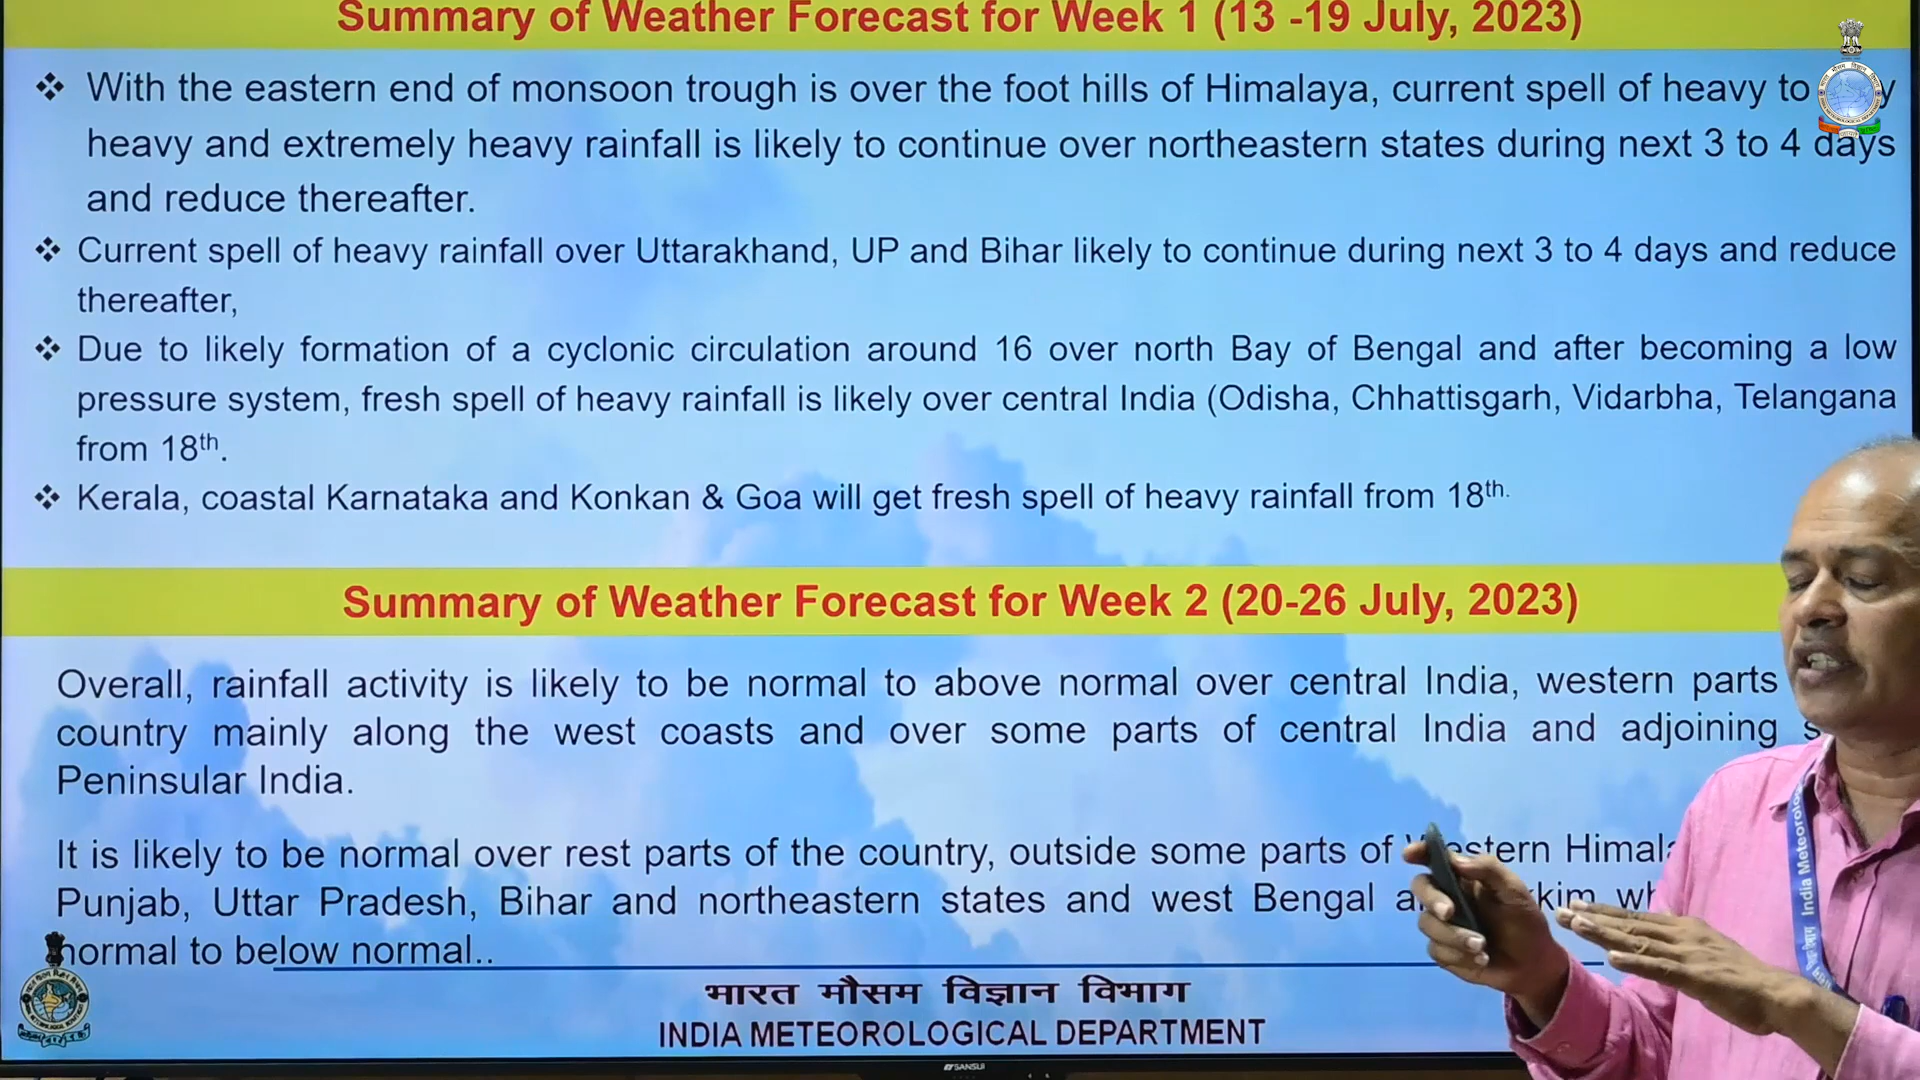 Summary of Weather Forecast for Week 1 (13 -19 July, 2023)
❖ With the eastern end of monsoon trough is over the foot hills of Himalaya, current spell of heavy to
heavy and extremely heavy rainfall is likely to continue over northeastern states during next 3 to 4 days
and reduce thereafter.
❖ Current spell of heavy rainfall over Uttarakhand, UP and Bihar likely to continue during next 3 to 4 days and reduce
thereafter,
❖ Due to likely formation of a cyclonic circulation around 16 over north Bay of Bengal and after becoming a low
pressure system, fresh spell of heavy rainfall is likely over central India (Odisha, Chhattisgarh, Vidarbha, Telangana
from 18th.
❖ Kerala, coastal Karnataka and Konkan & Goa will get fresh spell of heavy rainfall from 18th.
Summary of Weather Forecast for Week 2 (20-26 July, 2023)
Overall, rainfall activity is likely to be normal to above normal over central India, western parts
country mainly along the west coasts and over some parts of central India and adjoining
Peninsular India.
It is likely to be normal over rest parts of the country, outside some parts of
Punjab, Uttar Pradesh, Bihar and northeastern states and west Bengal
normal to below normal..
भारत मौसम विज्ञान विभाग
INDIA METEOROLOGICAL DEPARTMENT
SANSUI
India Meteorolo